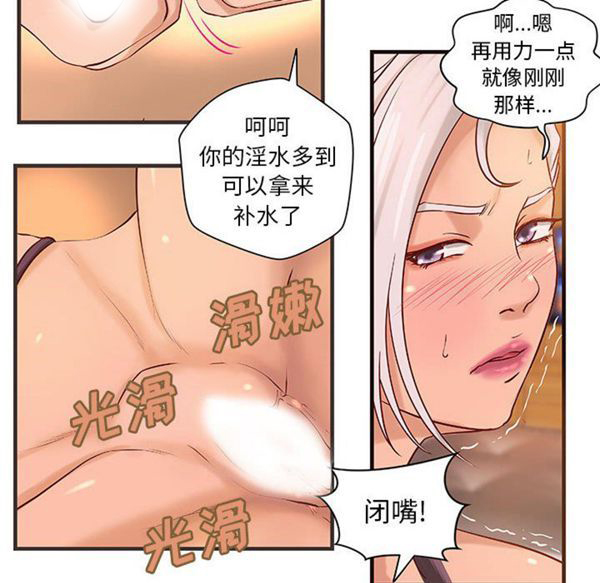 啊...嗯
再用力一点
就像刚刚
那样...
呵呵
你的淫水多到
可以拿来
补水了
滑嫩
光滑
光滑
闭嘴!